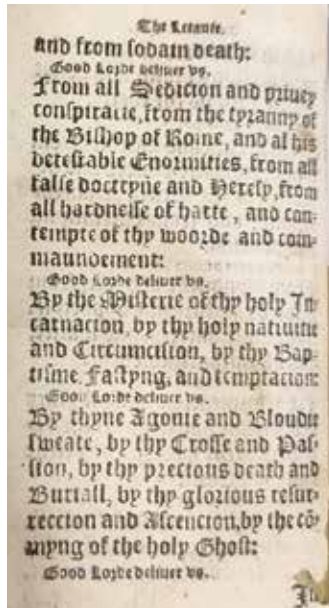 The Letanie.
and from sodain death:
Good Lorde deliuer vs.
From all Sedicion and priuey
conspiracie, from the tyranny of
the Bishop of Rome, and al his
detestable Enormities, from all
false doctryne and Heresy, from
all hardnesse of harte, and con-
tempte of thy woorde and com-
maundement:
Good Lorde deliuer vs.
By the Misterie of thy holy In
carnacion, by thy holy natiuitie
and Circumcision, by thy Bap-
tisme, Fastyng, and temptacion:
Good Lorde deliuer vs.
By thyne Agonie and Bloudie
sweate, by thy Crosse and Pas-
sion, by thy precious death and
Buriall, by thy glorious resur-
reccion and Ascencion, by the cõ-
myng of the holy Ghost:
Good Lorde deliuer vs.